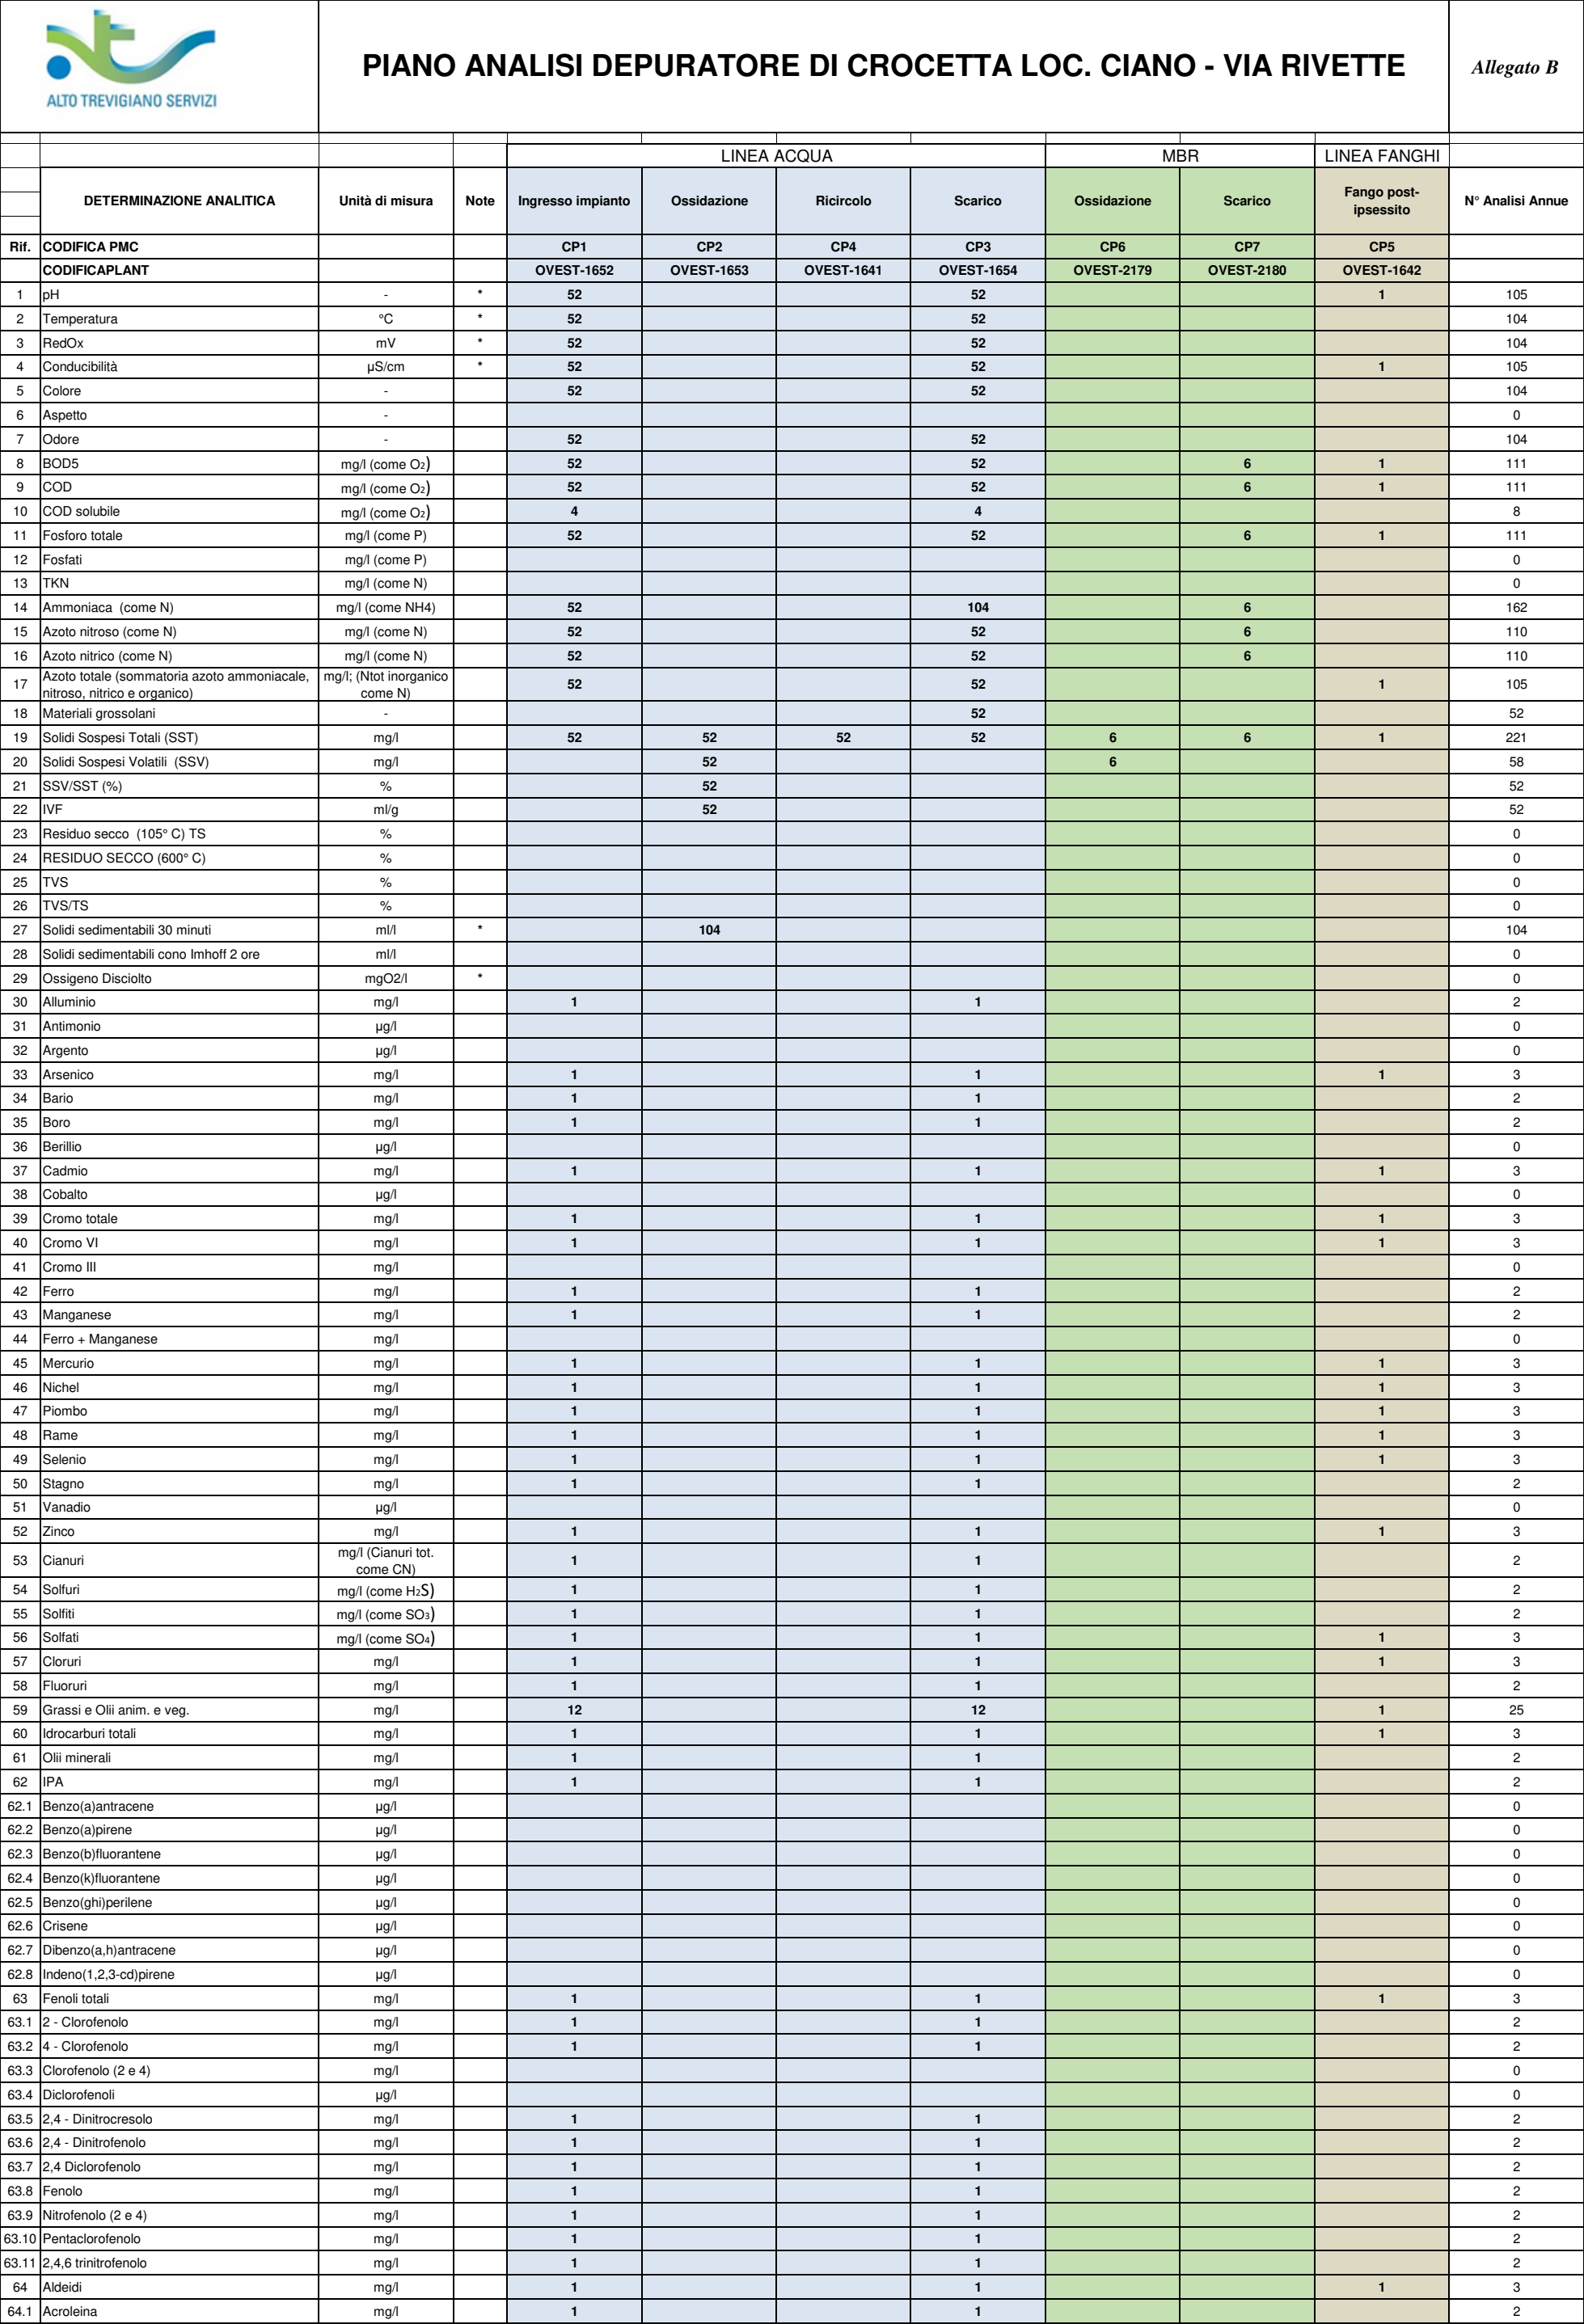 ALTO TREVIGIANO SERVIZI
PIANO ANALISI DEPURATORE DI CROCETTA LOC. CIANO - VIA RIVETTE
Allegato B
LINEA ACQUA MBR LINEA FANGHI
DETERMINAZIONE ANALITICA Unità di misura Note Ingresso impianto Ossidazione Ricircolo Scarico Ossidazione Scarico Fango post-ipsessito N° Analisi Annue
Rif. CODIFICA PMC CP1 CP2 CP4 CP3 CP6 CP7 CP5
CODIFICAPLANT OVEST-1652 OVEST-1653 OVEST-1641 OVEST-1654 OVEST-2179 OVEST-2180 OVEST-1642
1 pH - * 52 52 1 105
2 Temperatura °C * 52 52 104
3 RedOx mV * 52 52 104
4 Conducibilità µS/cm * 52 52 1 105
5 Colore - 52 52 104
6 Aspetto - 0
7 Odore - 52 52 104
8 BOD5 mg/l (come O₂) 52 52 6 1 111
9 COD mg/l (come O₂) 52 52 6 1 111
10 COD solubile mg/l (come O₂) 4 4 8
11 Fosforo totale mg/l (come P) 52 52 6 1 111
12 Fosfati mg/l (come P) 0
13 TKN mg/l (come N) 0
14 Ammoniaca (come N) mg/l (come NH4) 52 104 6 162
15 Azoto nitroso (come N) mg/l (come N) 52 52 6 110
16 Azoto nitrico (come N) mg/l (come N) 52 52 6 110
17 Azoto totale (sommatoria azoto ammoniacale, nitroso, nitrico e organico) mg/l; (Ntot inorganico come N) 52 52 1 105
18 Materiali grossolani - 52 52
19 Solidi Sospesi Totali (SST) mg/l 52 52 52 52 6 6 1 221
20 Solidi Sospesi Volatili (SSV) mg/l 52 6 58
21 SSV/SST (%) % 52 52
22 IVF ml/g 52 52
23 Residuo secco (105° C) TS % 0
24 RESIDUO SECCO (600° C) % 0
25 TVS % 0
26 TVS/TS % 0
27 Solidi sedimentabili 30 minuti ml/l * 104 104
28 Solidi sedimentabili cono Imhoff 2 ore ml/l 0
29 Ossigeno Disciolto mgO2/l * 0
30 Alluminio mg/l 1 1 2
31 Antimonio µg/l 0
32 Argento µg/l 0
33 Arsenico mg/l 1 1 1 3
34 Bario mg/l 1 1 2
35 Boro mg/l 1 1 2
36 Berillio µg/l 0
37 Cadmio mg/l 1 1 1 3
38 Cobalto µg/l 0
39 Cromo totale mg/l 1 1 1 3
40 Cromo VI mg/l 1 1 1 3
41 Cromo III mg/l 0
42 Ferro mg/l 1 1 2
43 Manganese mg/l 1 1 2
44 Ferro + Manganese mg/l 0
45 Mercurio mg/l 1 1 1 3
46 Nichel mg/l 1 1 1 3
47 Piombo mg/l 1 1 1 3
48 Rame mg/l 1 1 1 3
49 Selenio mg/l 1 1 1 3
50 Stagno mg/l 1 1 2
51 Vanadio µg/l 0
52 Zinco mg/l 1 1 1 3
53 Cianuri mg/l (Cianuri tot. come CN) 1 1 2
54 Solfuri mg/l (come H₂S) 1 1 2
55 Solfiti mg/l (come SO₃) 1 1 2
56 Solfati mg/l (come SO₄) 1 1 1 3
57 Cloruri mg/l 1 1 1 3
58 Fluoruri mg/l 1 1 2
59 Grassi e Olii anim. e veg. mg/l 12 12 1 25
60 Idrocarburi totali mg/l 1 1 1 3
61 Olii minerali mg/l 1 1 2
62 IPA mg/l 1 1 2
62.1 Benzo(a)antracene µg/l 0
62.2 Benzo(a)pirene µg/l 0
62.3 Benzo(b)fluorantene µg/l 0
62.4 Benzo(k)fluorantene µg/l 0
62.5 Benzo(ghi)perilene µg/l 0
62.6 Crisene µg/l 0
62.7 Dibenzo(a,h)antracene µg/l 0
62.8 Indeno(1,2,3-cd)pirene µg/l 0
63 Fenoli totali mg/l 1 1 1 3
63.1 2 - Clorofenolo mg/l 1 1 2
63.2 4 - Clorofenolo mg/l 1 1 2
63.3 Clorofenolo (2 e 4) mg/l 0
63.4 Diclorofenoli µg/l 0
63.5 2,4 - Dinitrocresolo mg/l 1 1 2
63.6 2,4 - Dinitrofenolo mg/l 1 1 2
63.7 2,4 Diclorofenolo mg/l 1 1 2
63.8 Fenolo mg/l 1 1 2
63.9 Nitrofenolo (2 e 4) mg/l 1 1 2
63.10 Pentaclorofenolo mg/l 1 1 2
63.11 2,4,6 trinitrofenolo mg/l 1 1 2
64 Aldeidi mg/l 1 1 1 3
64.1 Acroleina mg/l 1 1 2